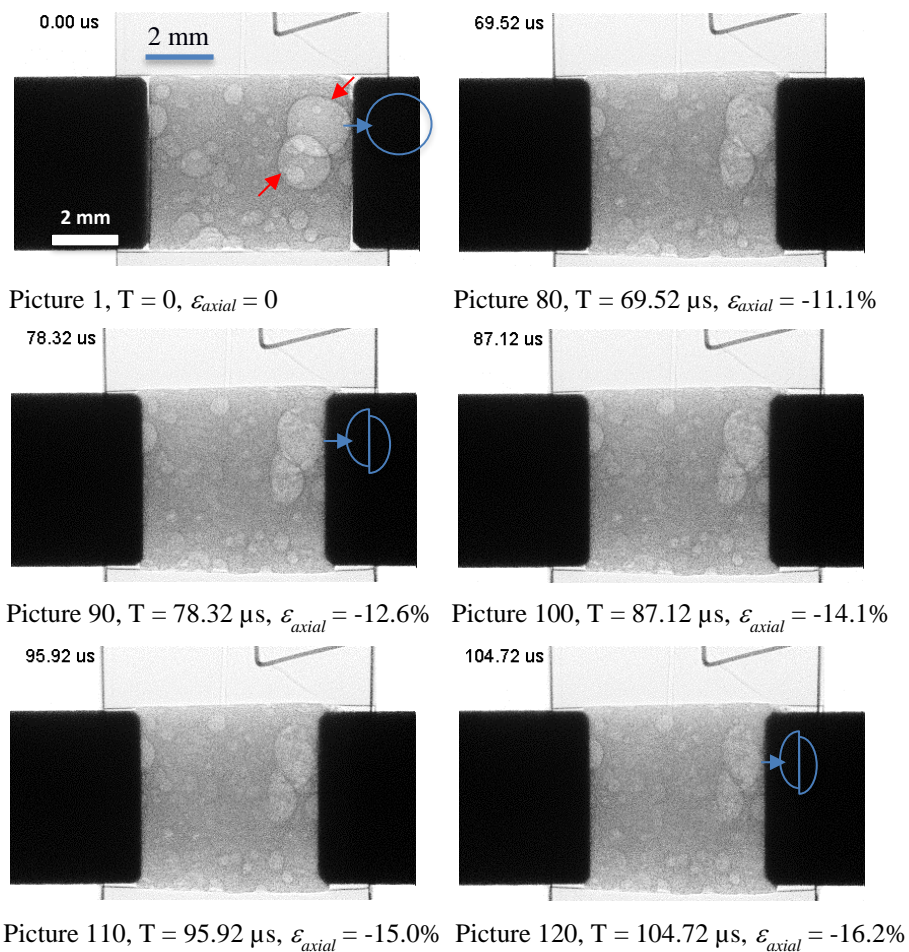 0.00 us
2 mm
2 mm
Picture 1, T = 0, εaxial = 0
69.52 us
Picture 80, T = 69.52 µs, εaxial = -11.1%
78.32 us
Picture 90, T = 78.32 µs, εaxial = -12.6%
87.12 us
Picture 100, T = 87.12 µs, εaxial = -14.1%
95.92 us
Picture 110, T = 95.92 µs, εaxial = -15.0%
104.72 us
Picture 120, T = 104.72 µs, εaxial = -16.2%